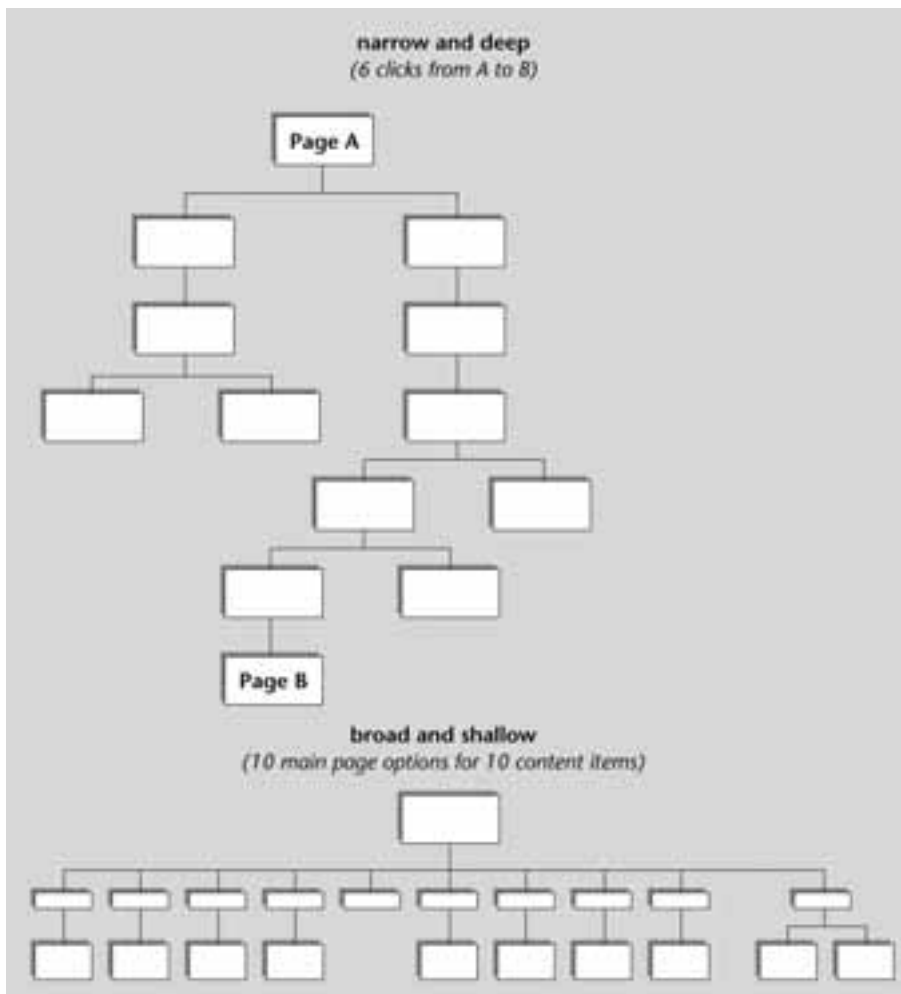 narrow and deep
(6 clicks from A to B)
Page A
Page B
broad and shallow
(10 main page options for 10 content items)